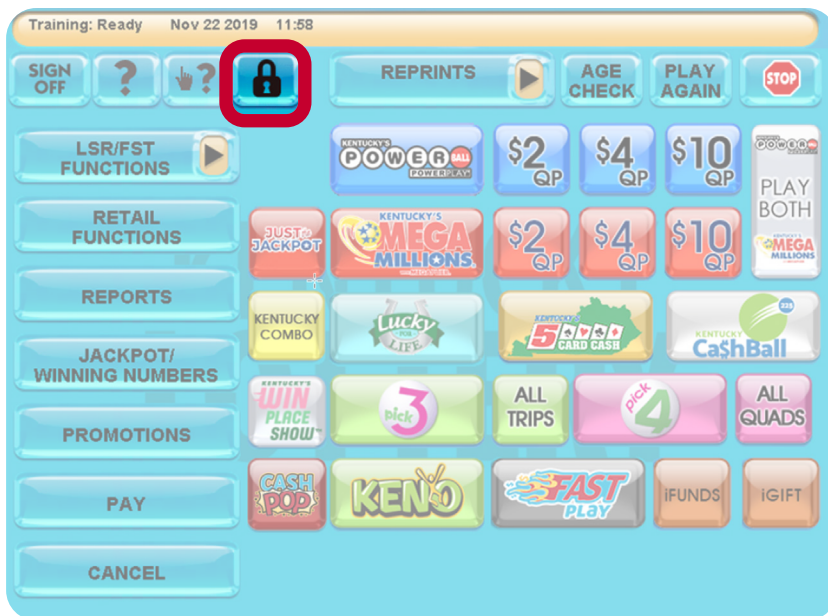 Training: Ready Nov 22 2019 11:58
SIGN
OFF
?
?
REPRINTS
AGE
CHECK
PLAY
AGAIN
STOP
LSR/FST
FUNCTIONS
KENTUCKY'S
POWERBALL
POWERPLAY
$2
QP
$4
QP
$10
QP
POWER
PLAY
BOTH
MEGA
MILLIONS
RETAIL
FUNCTIONS
JUST the
JACKPOT
KENTUCKY'S
MEGA
MILLIONS
$2
QP
$4
QP
$10
QP
REPORTS
KENTUCKY
COMBO
Lucky
FOR
LIFE
KENTUCKY'S
5
CARD CASH
KENTUCKY
225
Ca$hBall
JACKPOT/
WINNING NUMBERS
KENTUCKY'S
WIN
PLACE
SHOW
pick
3
ALL
TRIPS
pick
4
ALL
QUADS
PROMOTIONS
PAY
CASH
POP
KENO
FAST
PLAY
iFUNDS
iGIFT
CANCEL